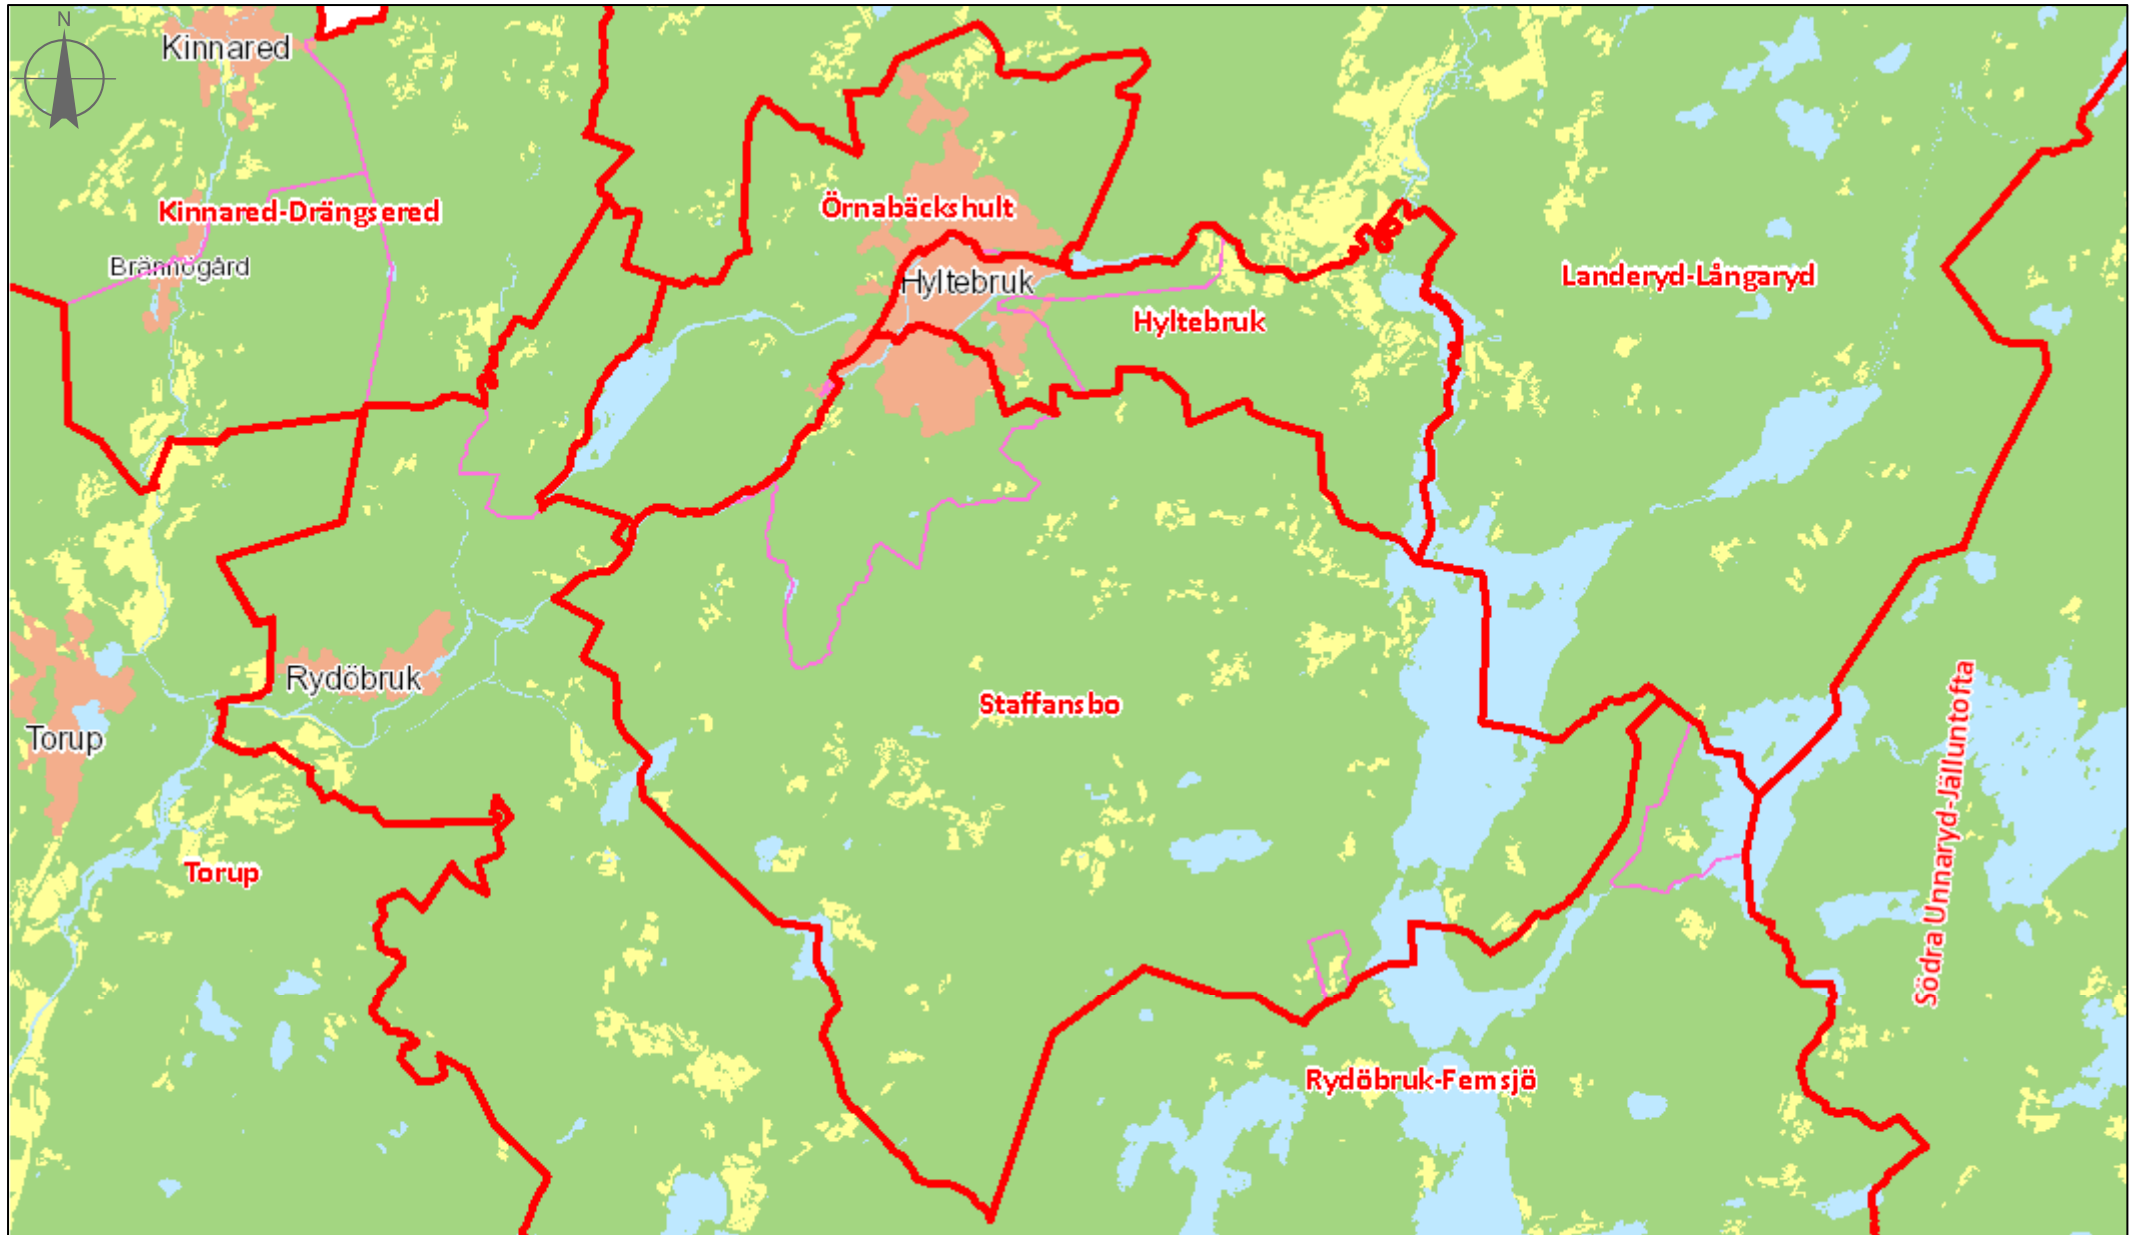 N
Kinnared
Kinnared-Drängsered
Örnabäckshult
Brännögård
Hyltebruk
Landeryd-Långaryd
Hyltebruk
Rydöbruk
Staffansbo
Torup
Södra Unnaryd-Jälluntofta
Torup
Rydöbruk-Femsjö